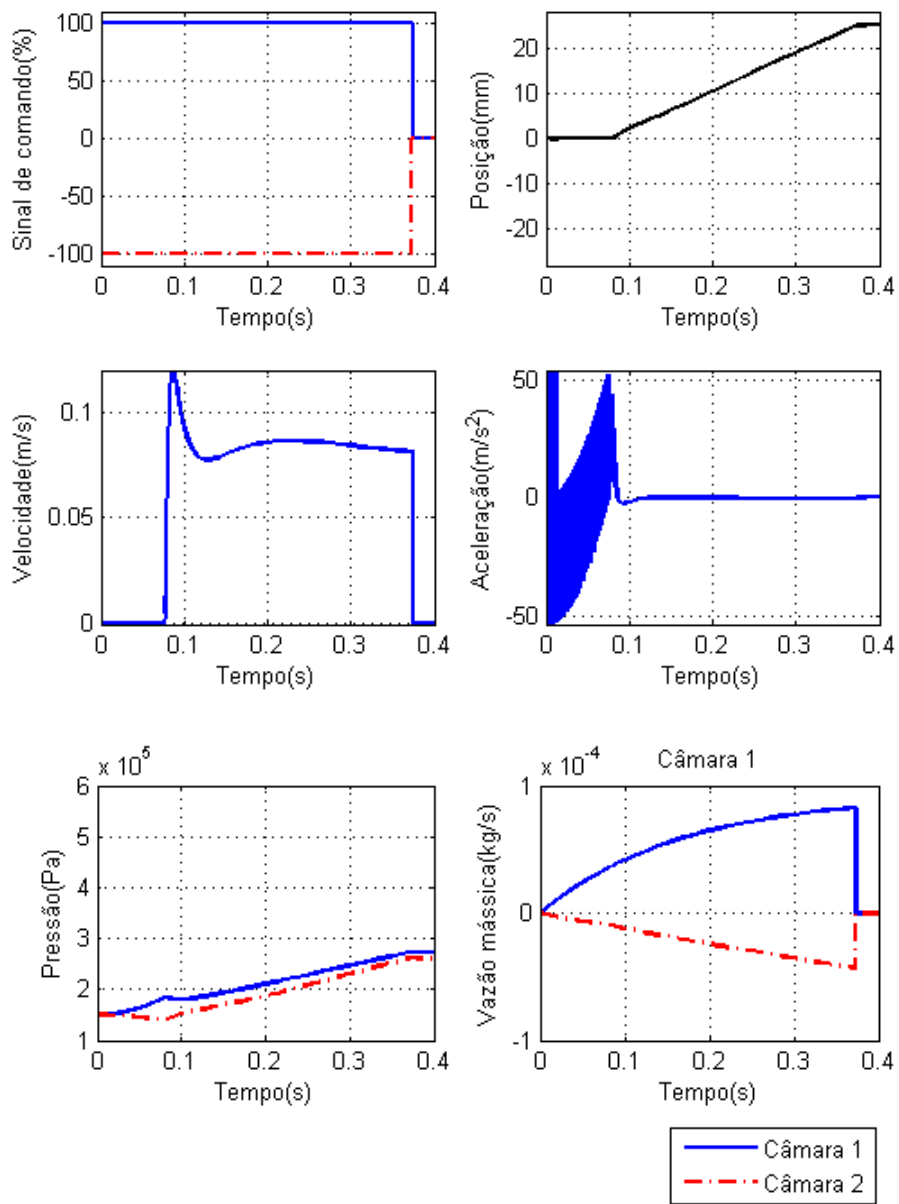 100
50
0
-50
-100
Sinal de comando(%)
0 0.1 0.2 0.3 0.4
Tempo(s)
20
10
0
-10
-20
Posição(mm)
0 0.1 0.2 0.3 0.4
Tempo(s)
0.1
0.05
0
Velocidade(m/s)
0 0.1 0.2 0.3 0.4
Tempo(s)
50
0
-50
Aceleração(m/s²)
0 0.1 0.2 0.3 0.4
Tempo(s)
x 10⁵
6
5
4
3
2
1
Pressão(Pa)
0 0.1 0.2 0.3 0.4
Tempo(s)
x 10⁻⁴
Câmara 1
1
0
-1
Vazão mássica(kg/s)
0 0.1 0.2 0.3 0.4
Tempo(s)
Câmara 1
Câmara 2